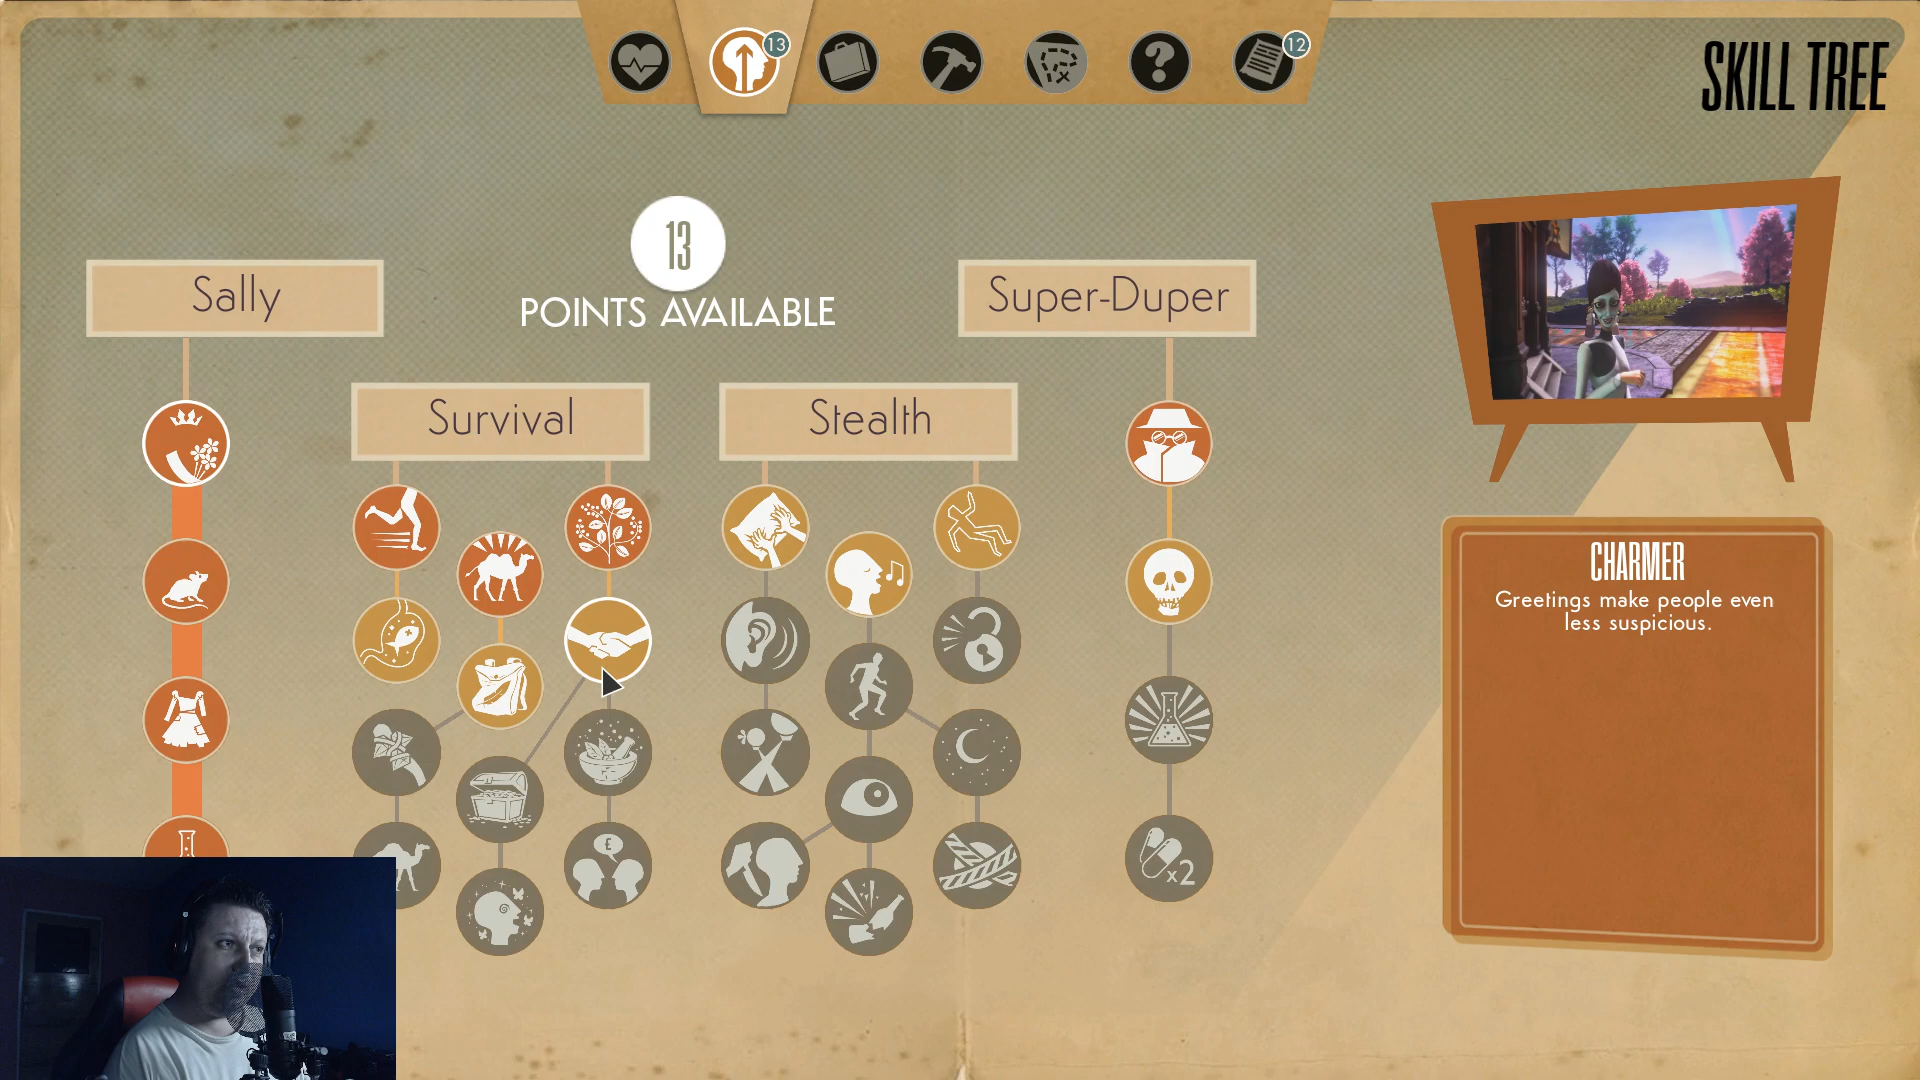 13
12
SKILL TREE
13
POINTS AVAILABLE
Sally
Super-Duper
Survival
Stealth
CHARMER
Greetings make people even
less suspicious.
£
x2